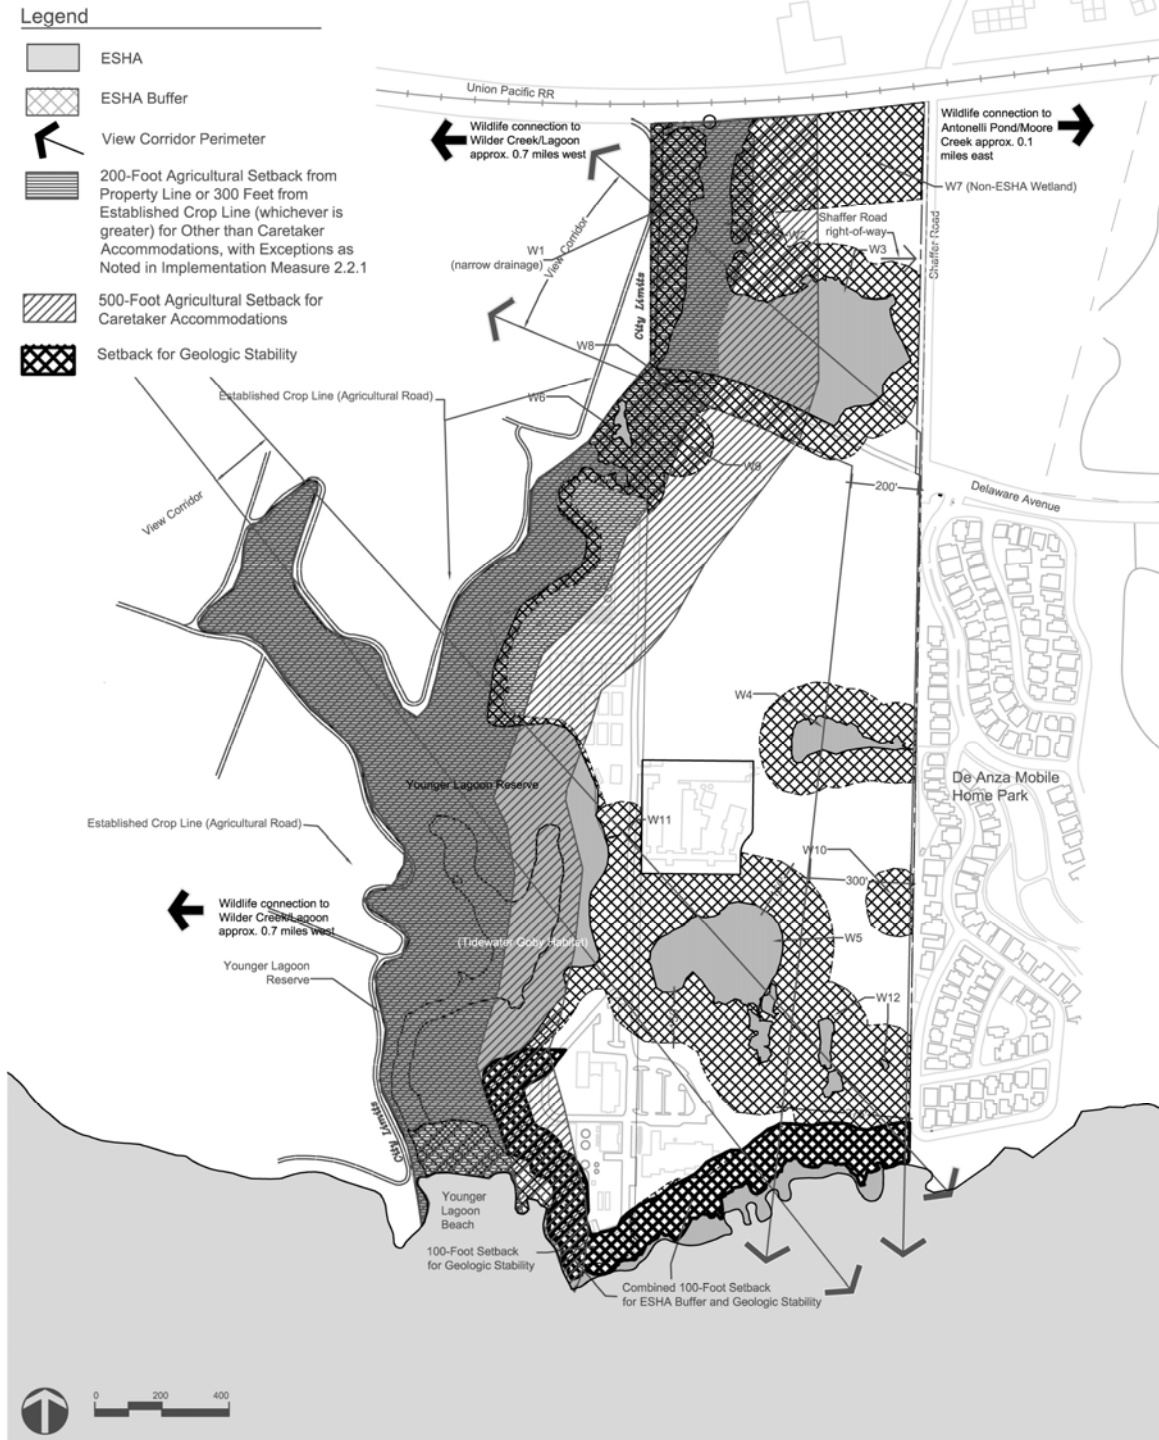 Legend
ESHA
ESHA Buffer
View Corridor Perimeter
200-Foot Agricultural Setback from
Property Line or 300 Feet from
Established Crop Line (whichever is
greater) for Other than Caretaker
Accommodations, with Exceptions as
Noted in Implementation Measure 2.2.1
500-Foot Agricultural Setback for
Caretaker Accommodations
Setback for Geologic Stability
Union Pacific RR
Wildlife connection to
Wilder Creek/Lagoon
approx. 0.7 miles west
Wildlife connection to
Antonelli Pond/Moore
Creek approx. 0.1
miles east
W7 (Non-ESHA Wetland)
Shaffer Road
right-of-way
W2
W3
Shaffer Road
W1
(narrow drainage)
View Corridor
City Limits
W8
Established Crop Line (Agricultural Road)
W6
W9
200'
Delaware Avenue
View Corridor
W4
De Anza Mobile
Home Park
Younger Lagoon Reserve
Established Crop Line (Agricultural Road)
W11
W10
300'
Wildlife connection to
Wilder Creek/Lagoon
approx. 0.7 miles west
W5
(Tidewater Goby Habitat)
Younger Lagoon
Reserve
W12
City Limits
Younger
Lagoon
Beach
100-Foot Setback
for Geologic Stability
Combined 100-Foot Setback
for ESHA Buffer and Geologic Stability
0 200 400